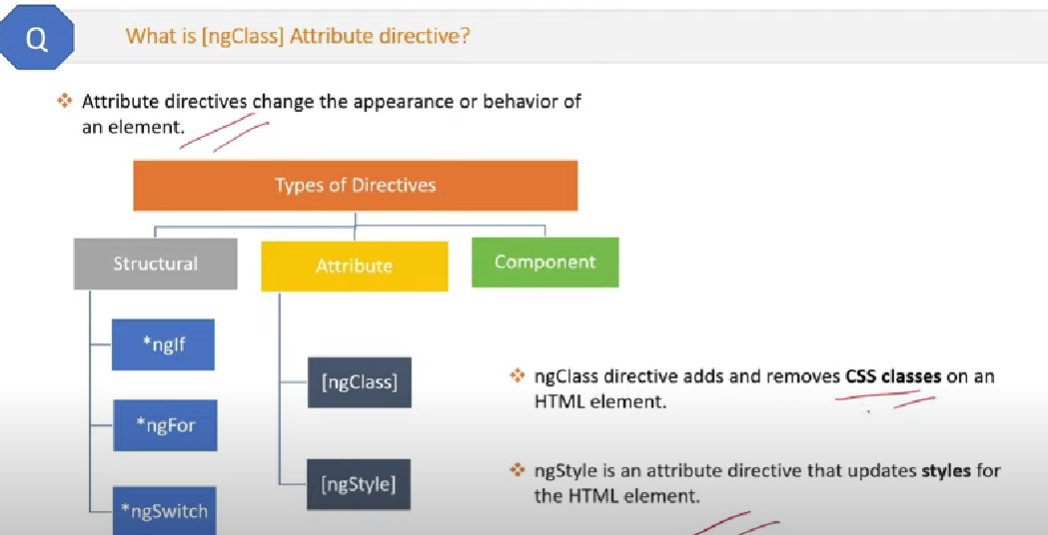 Q
What is [ngClass] Attribute directive?
Attribute directives change the appearance or behavior of
an element.
Types of Directives
Structural
Attribute
Component
*ngIf
*ngFor
*ngSwitch
[ngClass]
[ngStyle]
ngClass directive adds and removes CSS classes on an
HTML element.
ngStyle is an attribute directive that updates styles for
the HTML element.